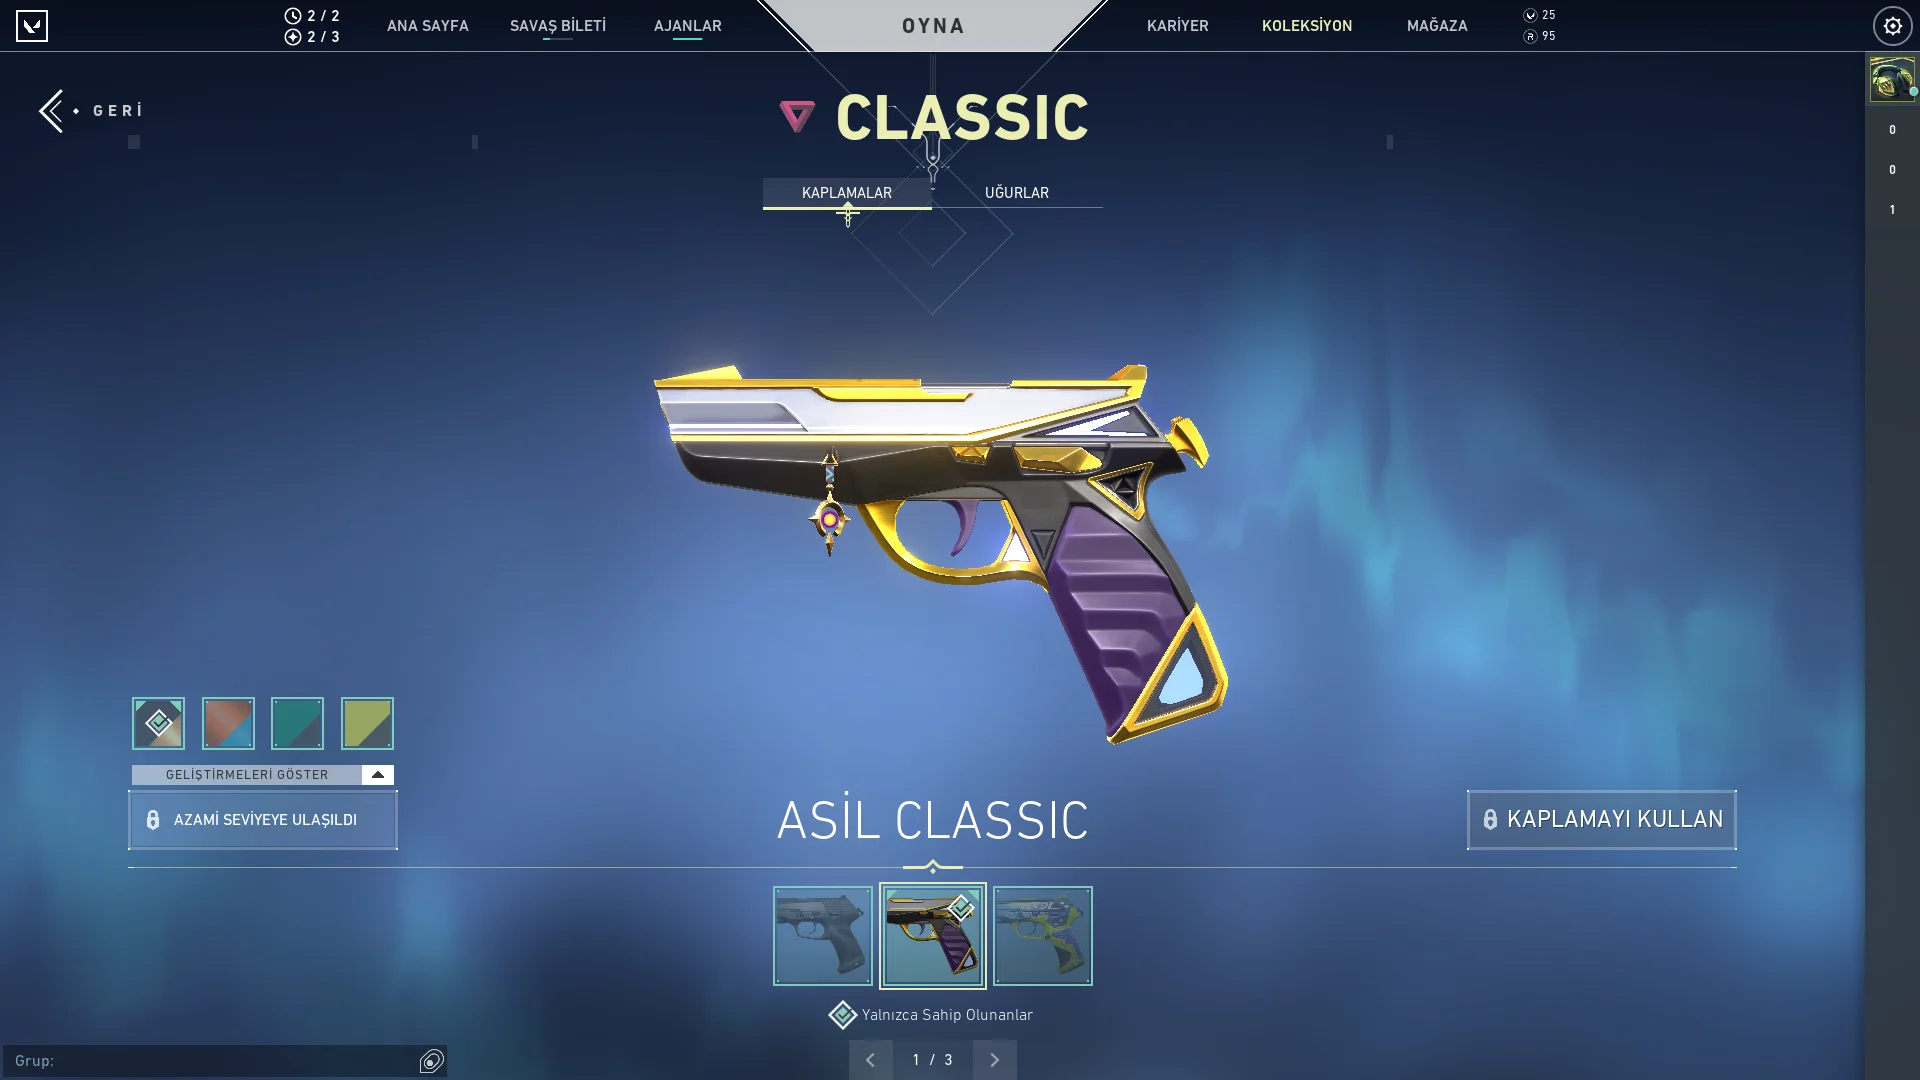 2 / 2
2 / 3
ANA SAYFA
SAVAŞ BİLETİ
AJANLAR
OYNA
KARİYER
KOLEKSİYON
MAĞAZA
25
95
GERİ
CLASSIC
KAPLAMALAR
UĞURLAR
0
0
1
GELİŞTİRMELERİ GÖSTER
AZAMİ SEVİYEYE ULAŞILDI
ASİL CLASSIC
KAPLAMAYI KULLAN
Yalnızca Sahip Olunanlar
Grup:
1 / 3